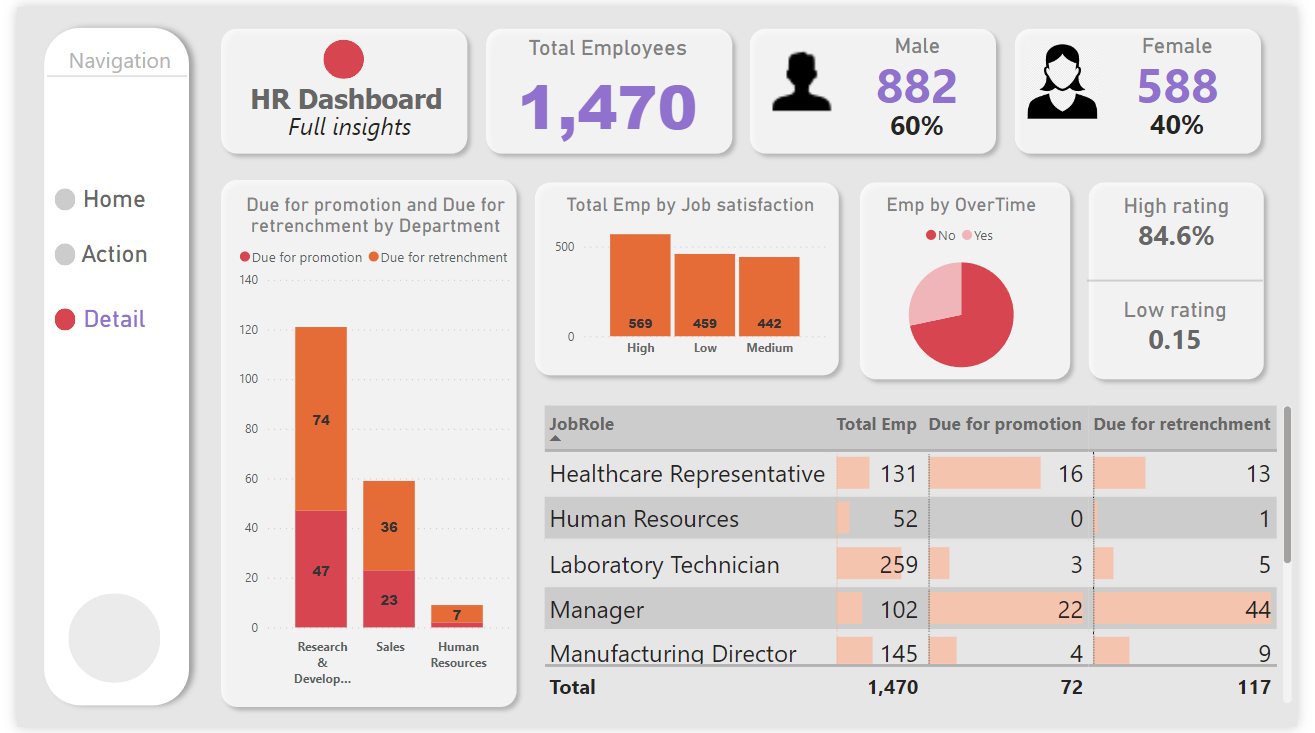 Navigation
Home
Action
Detail
HR Dashboard
Full insights
Total Employees
1,470
Male
882
60%
Female
588
40%
Due for promotion and Due for
retrenchment by Department
Due for promotion Due for retrenchment
140
120
100
80
60
40
20
0
74
47
36
23
7
Research
&
Develop...
Sales
Human
Resources
Total Emp by Job satisfaction
500
0
569 459 442
High Low Medium
Emp by OverTime
No Yes
High rating
84.6%
Low rating
0.15
JobRole Total Emp Due for promotion Due for retrenchment
Healthcare Representative 131 16 13
Human Resources 52 0 1
Laboratory Technician 259 3 5
Manager 102 22 44
Manufacturing Director 145 4 9
Total 1,470 72 117